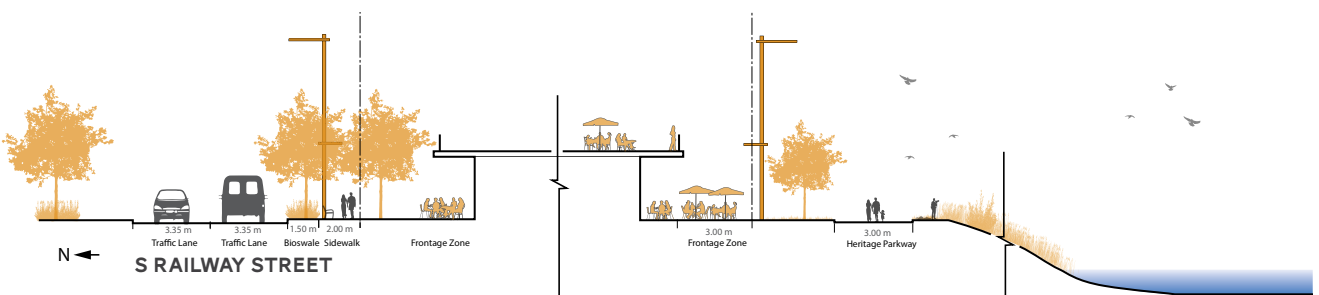 3.35 m 3.35 m 1.50 m 2.00 m 3.00 m 3.00 m
Traffic Lane Traffic Lane Bioswale Sidewalk Frontage Zone Frontage Zone Heritage Parkway
N
S RAILWAY STREET